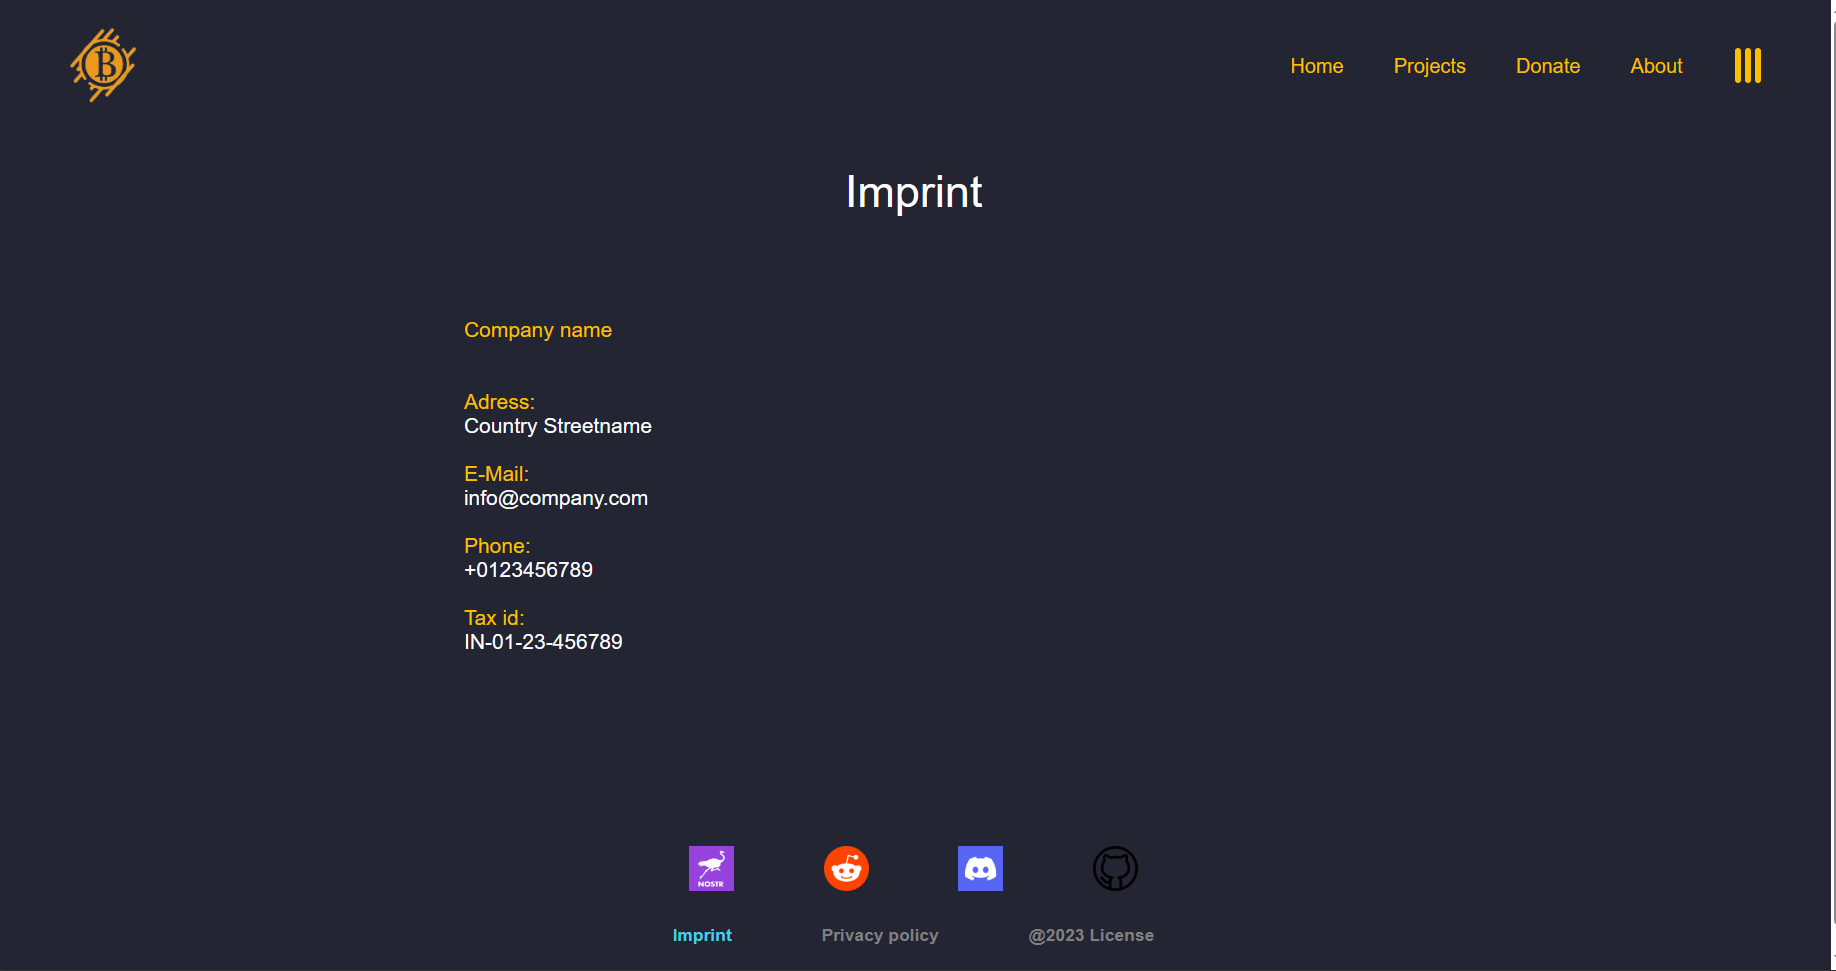 Home Projects Donate About
Imprint
Company name
Adress:
Country Streetname
E-Mail:
info@company.com
Phone:
+0123456789
Tax id:
IN-01-23-456789
NOSTR
Imprint Privacy policy @2023 License